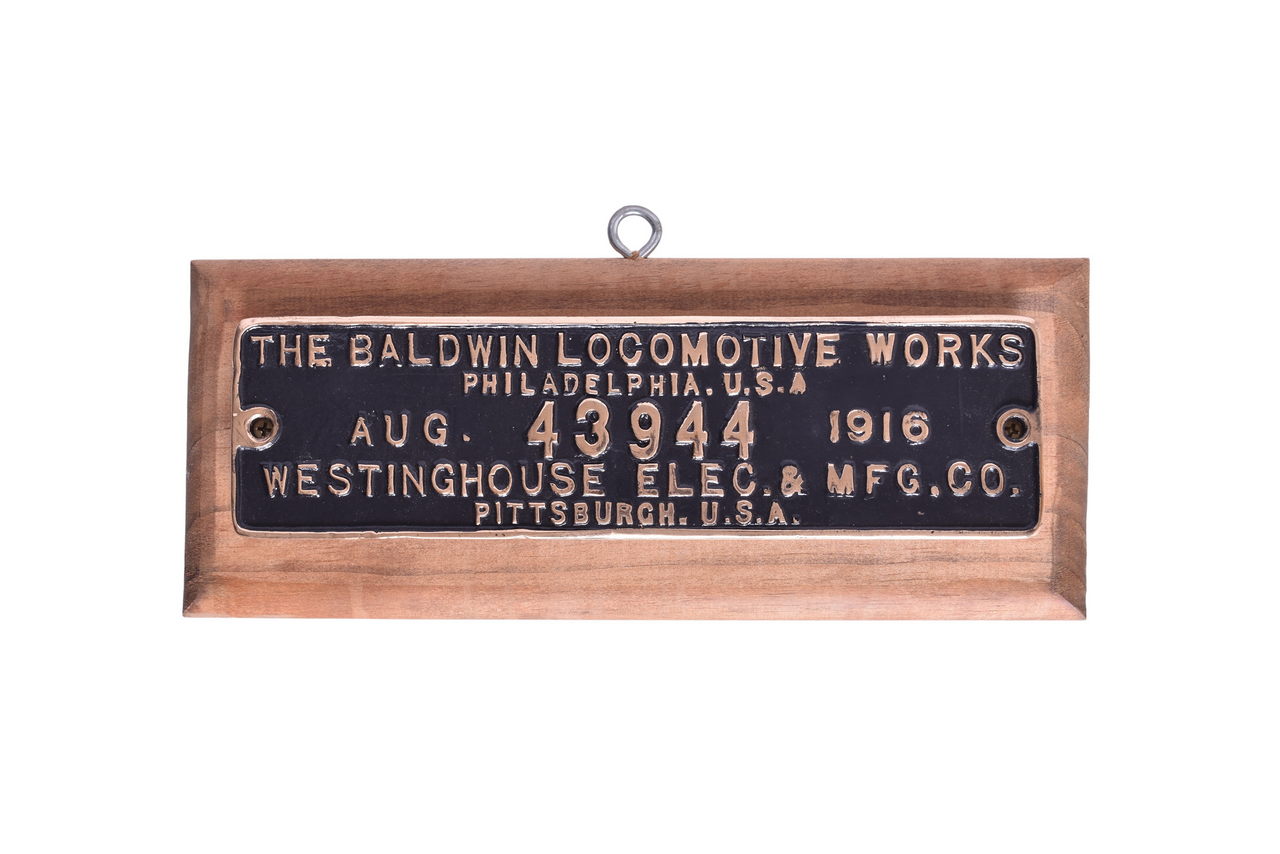 THE BALDWIN LOCOMOTIVE WORKS
PHILADELPHIA. U.S.A
AUG. 43944 1916
WESTINGHOUSE ELEC. & MFG. CO.
PITTSBURGH. U.S.A.